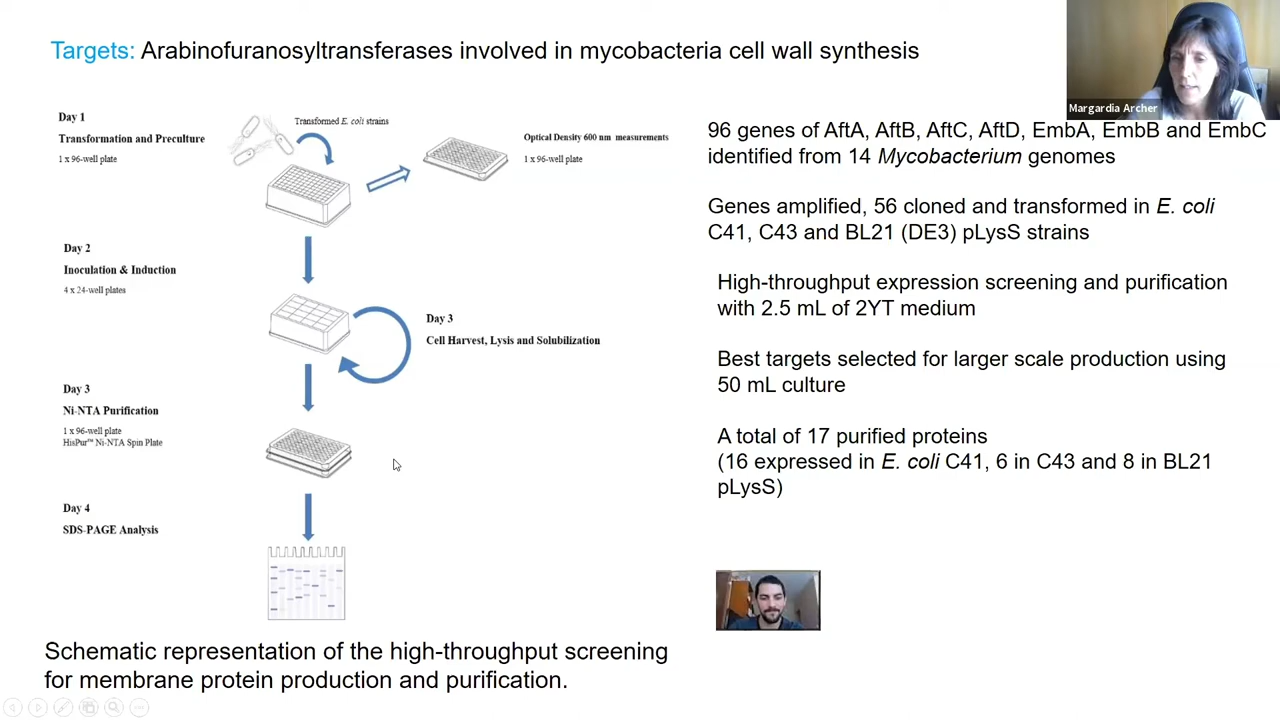 Targets: Arabinofuranosyltransferases involved in mycobacteria cell wall synthesis
Margardia Archer
Day 1
Transformation and Preculture
1 x 96-well plate
Transformed E. coli strains
Optical Density 600 nm measurements
1 x 96-well plate
Day 2
Inoculation & Induction
4 x 24-well plates
Day 3
Cell Harvest, Lysis and Solubilization
Day 3
Ni-NTA Purification
1 x 96-well plate
HisPur™ Ni-NTA Spin Plate
Day 4
SDS-PAGE Analysis
Schematic representation of the high-throughput screening
for membrane protein production and purification.
96 genes of AftA, AftB, AftC, AftD, EmbA, EmbB and EmbC
identified from 14 Mycobacterium genomes
Genes amplified, 56 cloned and transformed in E. coli
C41, C43 and BL21 (DE3) pLysS strains
High-throughput expression screening and purification
with 2.5 mL of 2YT medium
Best targets selected for larger scale production using
50 mL culture
A total of 17 purified proteins
(16 expressed in E. coli C41, 6 in C43 and 8 in BL21
pLysS)